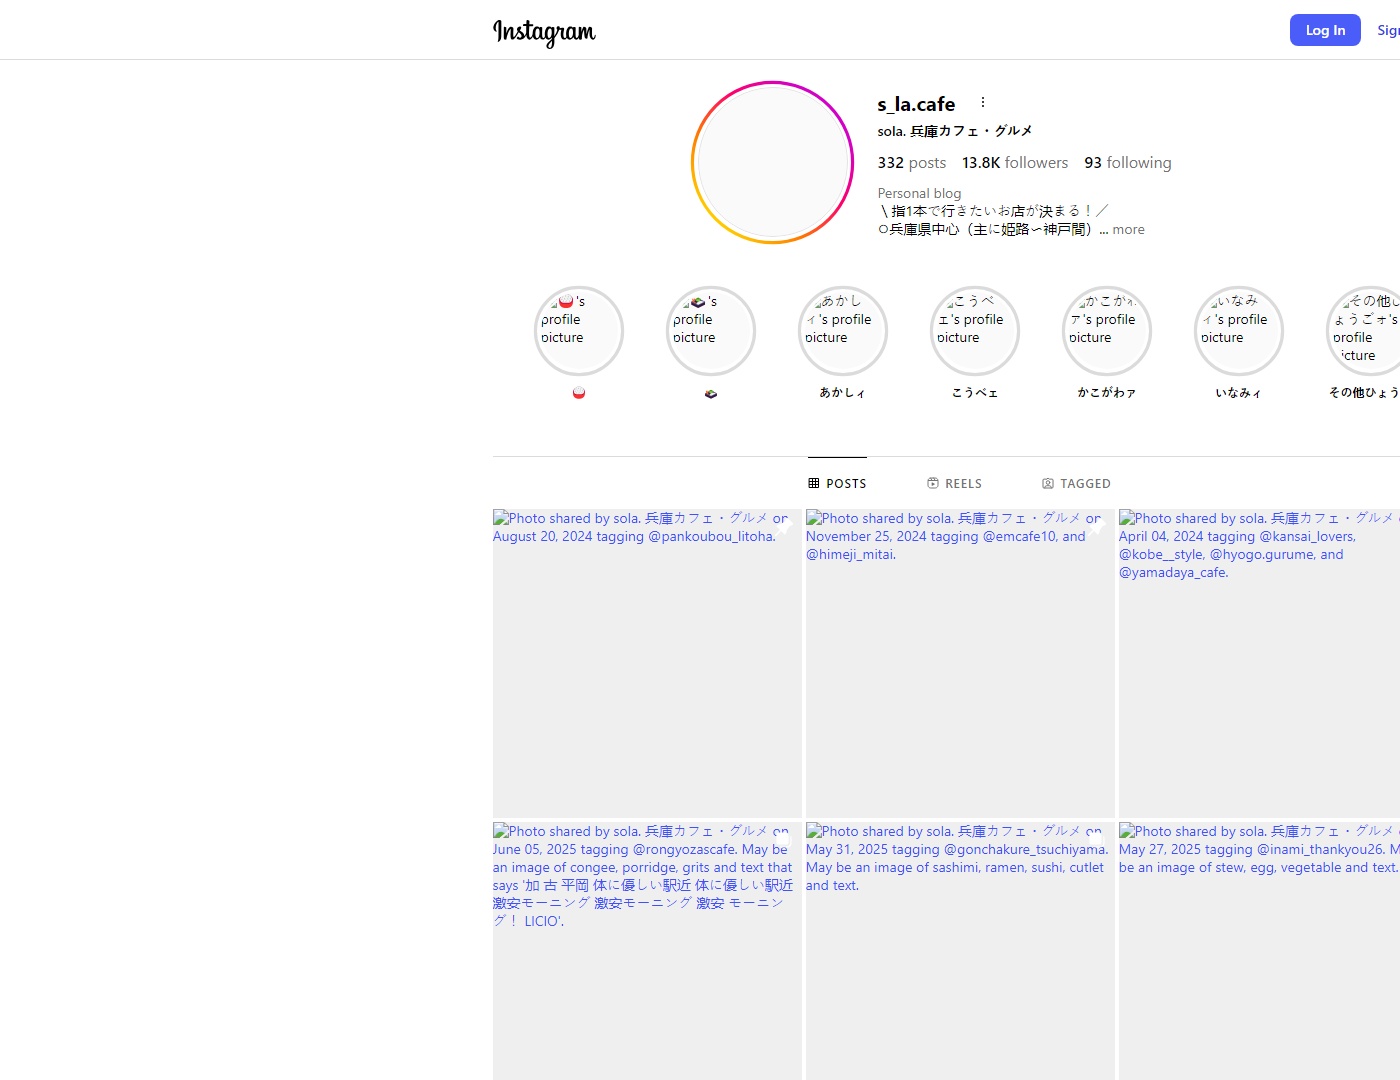 Instagram
Log In
s_la.cafe
sola. 兵庫カフェ・グルメ
332 posts 13.8K followers 93 following
Personal blog
\ 指1本で行きたいお店が決まる！／
○兵庫県中心（主に姫路〰神戸間）... more
🍚's profile picture
🍱's profile picture
あかしィ's profile picture
こうべェ's profile picture
かこがわァ's profile picture
いなみィ's profile picture
あかしィ
こうべェ
かこがわァ
いなみィ
その他ひょう
POSTS
REELS
TAGGED
Photo shared by sola. 兵庫カフェ・グルメ on
August 20, 2024 tagging @pankoubou_litoha.
Photo shared by sola. 兵庫カフェ・グルメ on
November 25, 2024 tagging @emcafe10, and
@himeji_mitai.
Photo shared by sola. 兵庫カフェ・グルメ
April 04, 2024 tagging @kansai_lovers,
@kobe__style, @hyogo.gurume, and
@yamadaya_cafe.
Photo shared by sola. 兵庫カフェ・グルメ on
June 05, 2025 tagging @rongyozascafe. May be
an image of congee, porridge, grits and text that
says '加 古 平岡 体に優しい駅近 体に優しい駅近
激安モーニング 激安モーニング 激安 モーニン
グ！ LICIO'.
Photo shared by sola. 兵庫カフェ・グルメ on
May 31, 2025 tagging @gonchakure_tsuchiyama.
May be an image of sashimi, ramen, sushi, cutlet
and text.
Photo shared by sola. 兵庫カフェ・グルメ
May 27, 2025 tagging @inami_thankyou26.
be an image of stew, egg, vegetable and text.